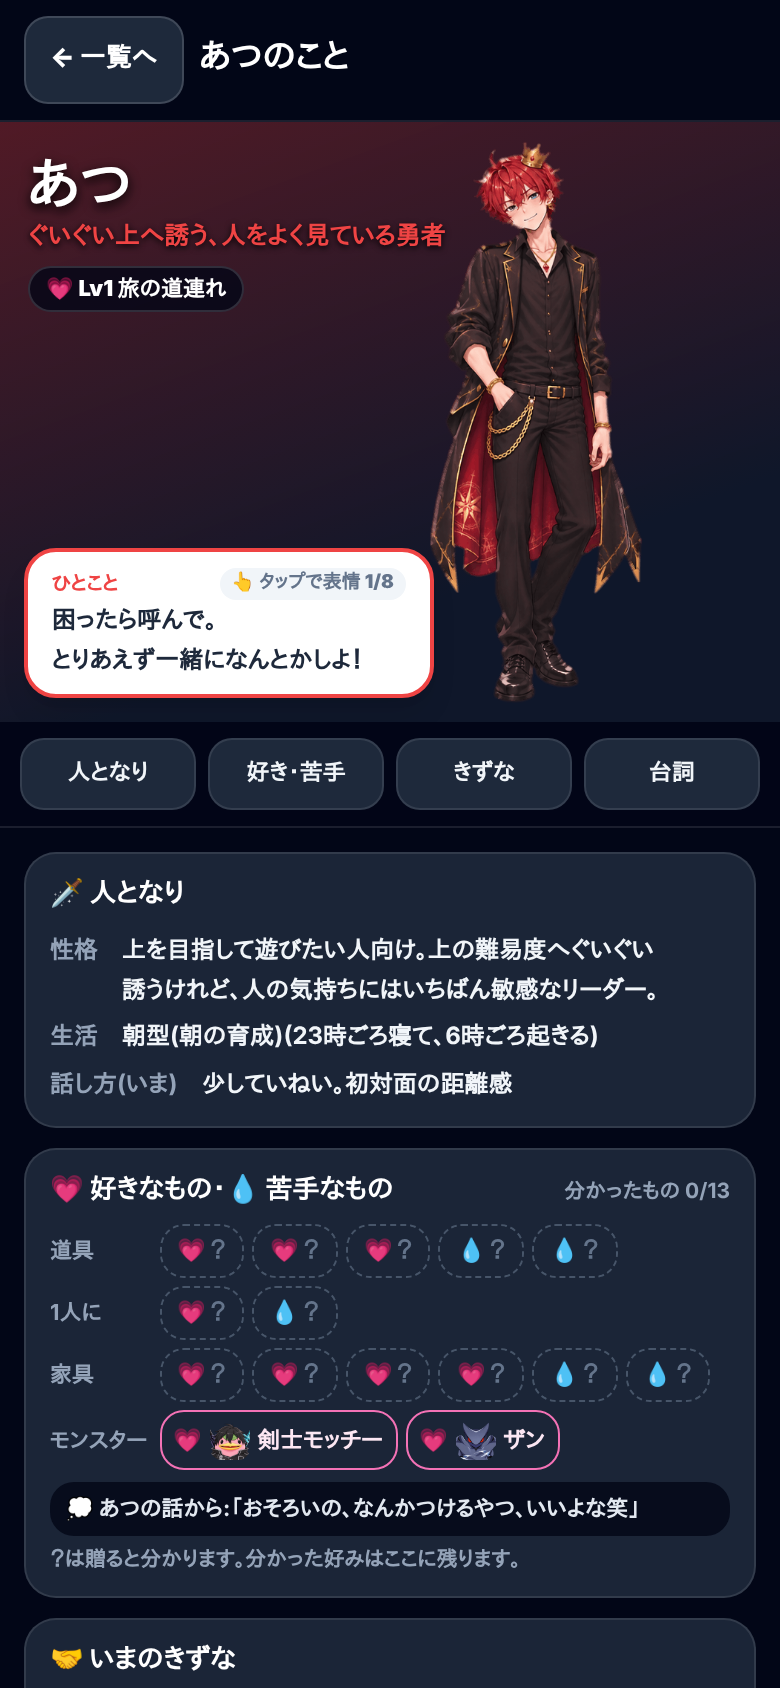 ← 一覧へ あつのこと
あつ
ぐいぐい上へ誘う、人をよく見ている勇者
Lv1 旅の道連れ
ひとこと 👆 タップで表情 1/8
困ったら呼んで。
とりあえず一緒になんとかしよ！
人となり 好き・苦手 きずな 台詞
🗡️ 人となり
性格 上を目指して遊びたい人向け。上の難易度へぐいぐい
誘うけれど、人の気持ちにはいちばん敏感なリーダー。
生活 朝型(朝の育成)(23時ごろ寝て、6時ごろ起きる)
話し方(いま) 少していねい。初対面の距離感
💗 好きなもの・💧 苦手なもの 分かったもの 0/13
道具 💗？ 💗？ 💗？ 💧？ 💧？
1人に 💗？ 💧？
家具 💗？ 💗？ 💗？ 💗？ 💧？ 💧？
モンスター 💗 剣士モッチー 💗 ザン
💭 あつの話から:「おそろいの、なんかつけるやつ、いいよな笑」
？は贈ると分かります。分かった好みはここに残ります。
🤝 いまのきずな